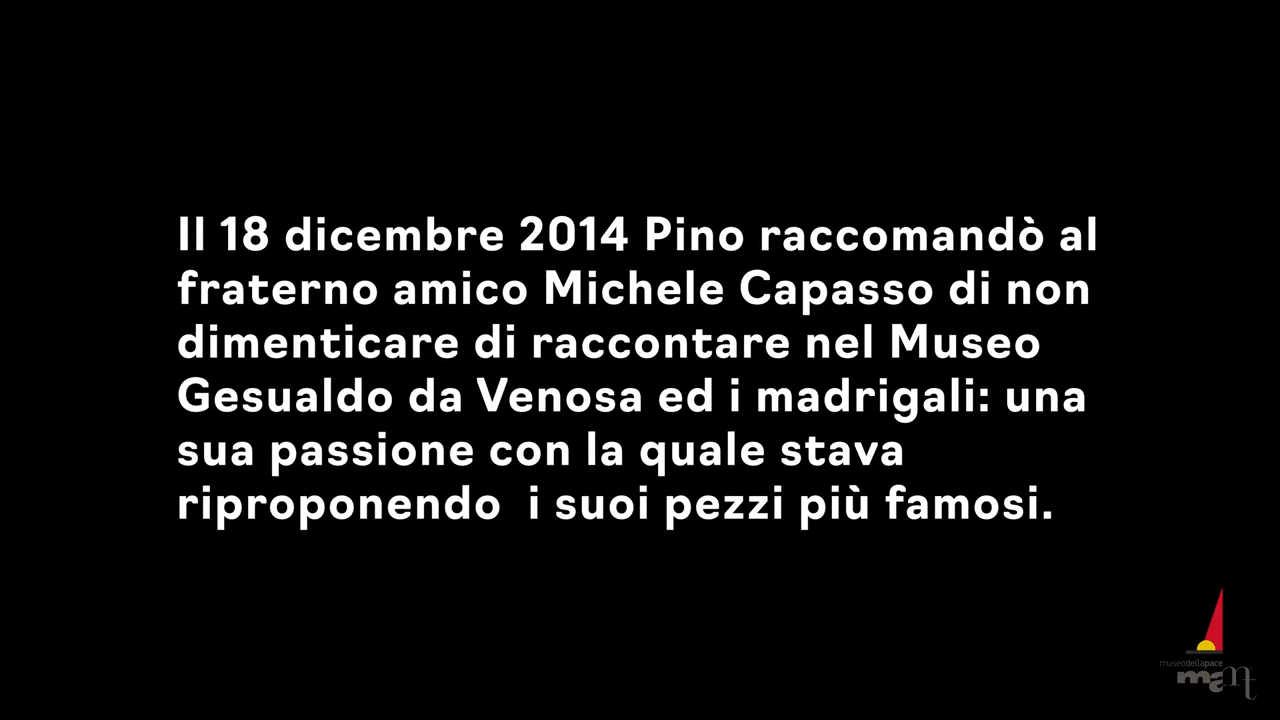 Il 18 dicembre 2014 Pino raccomandò al
fraterno amico Michele Capasso di non
dimenticare di raccontare nel Museo
Gesualdo da Venosa ed i madrigali: una
sua passione con la quale stava
riproponendo  i suoi pezzi più famosi.
museodellapace
mamt